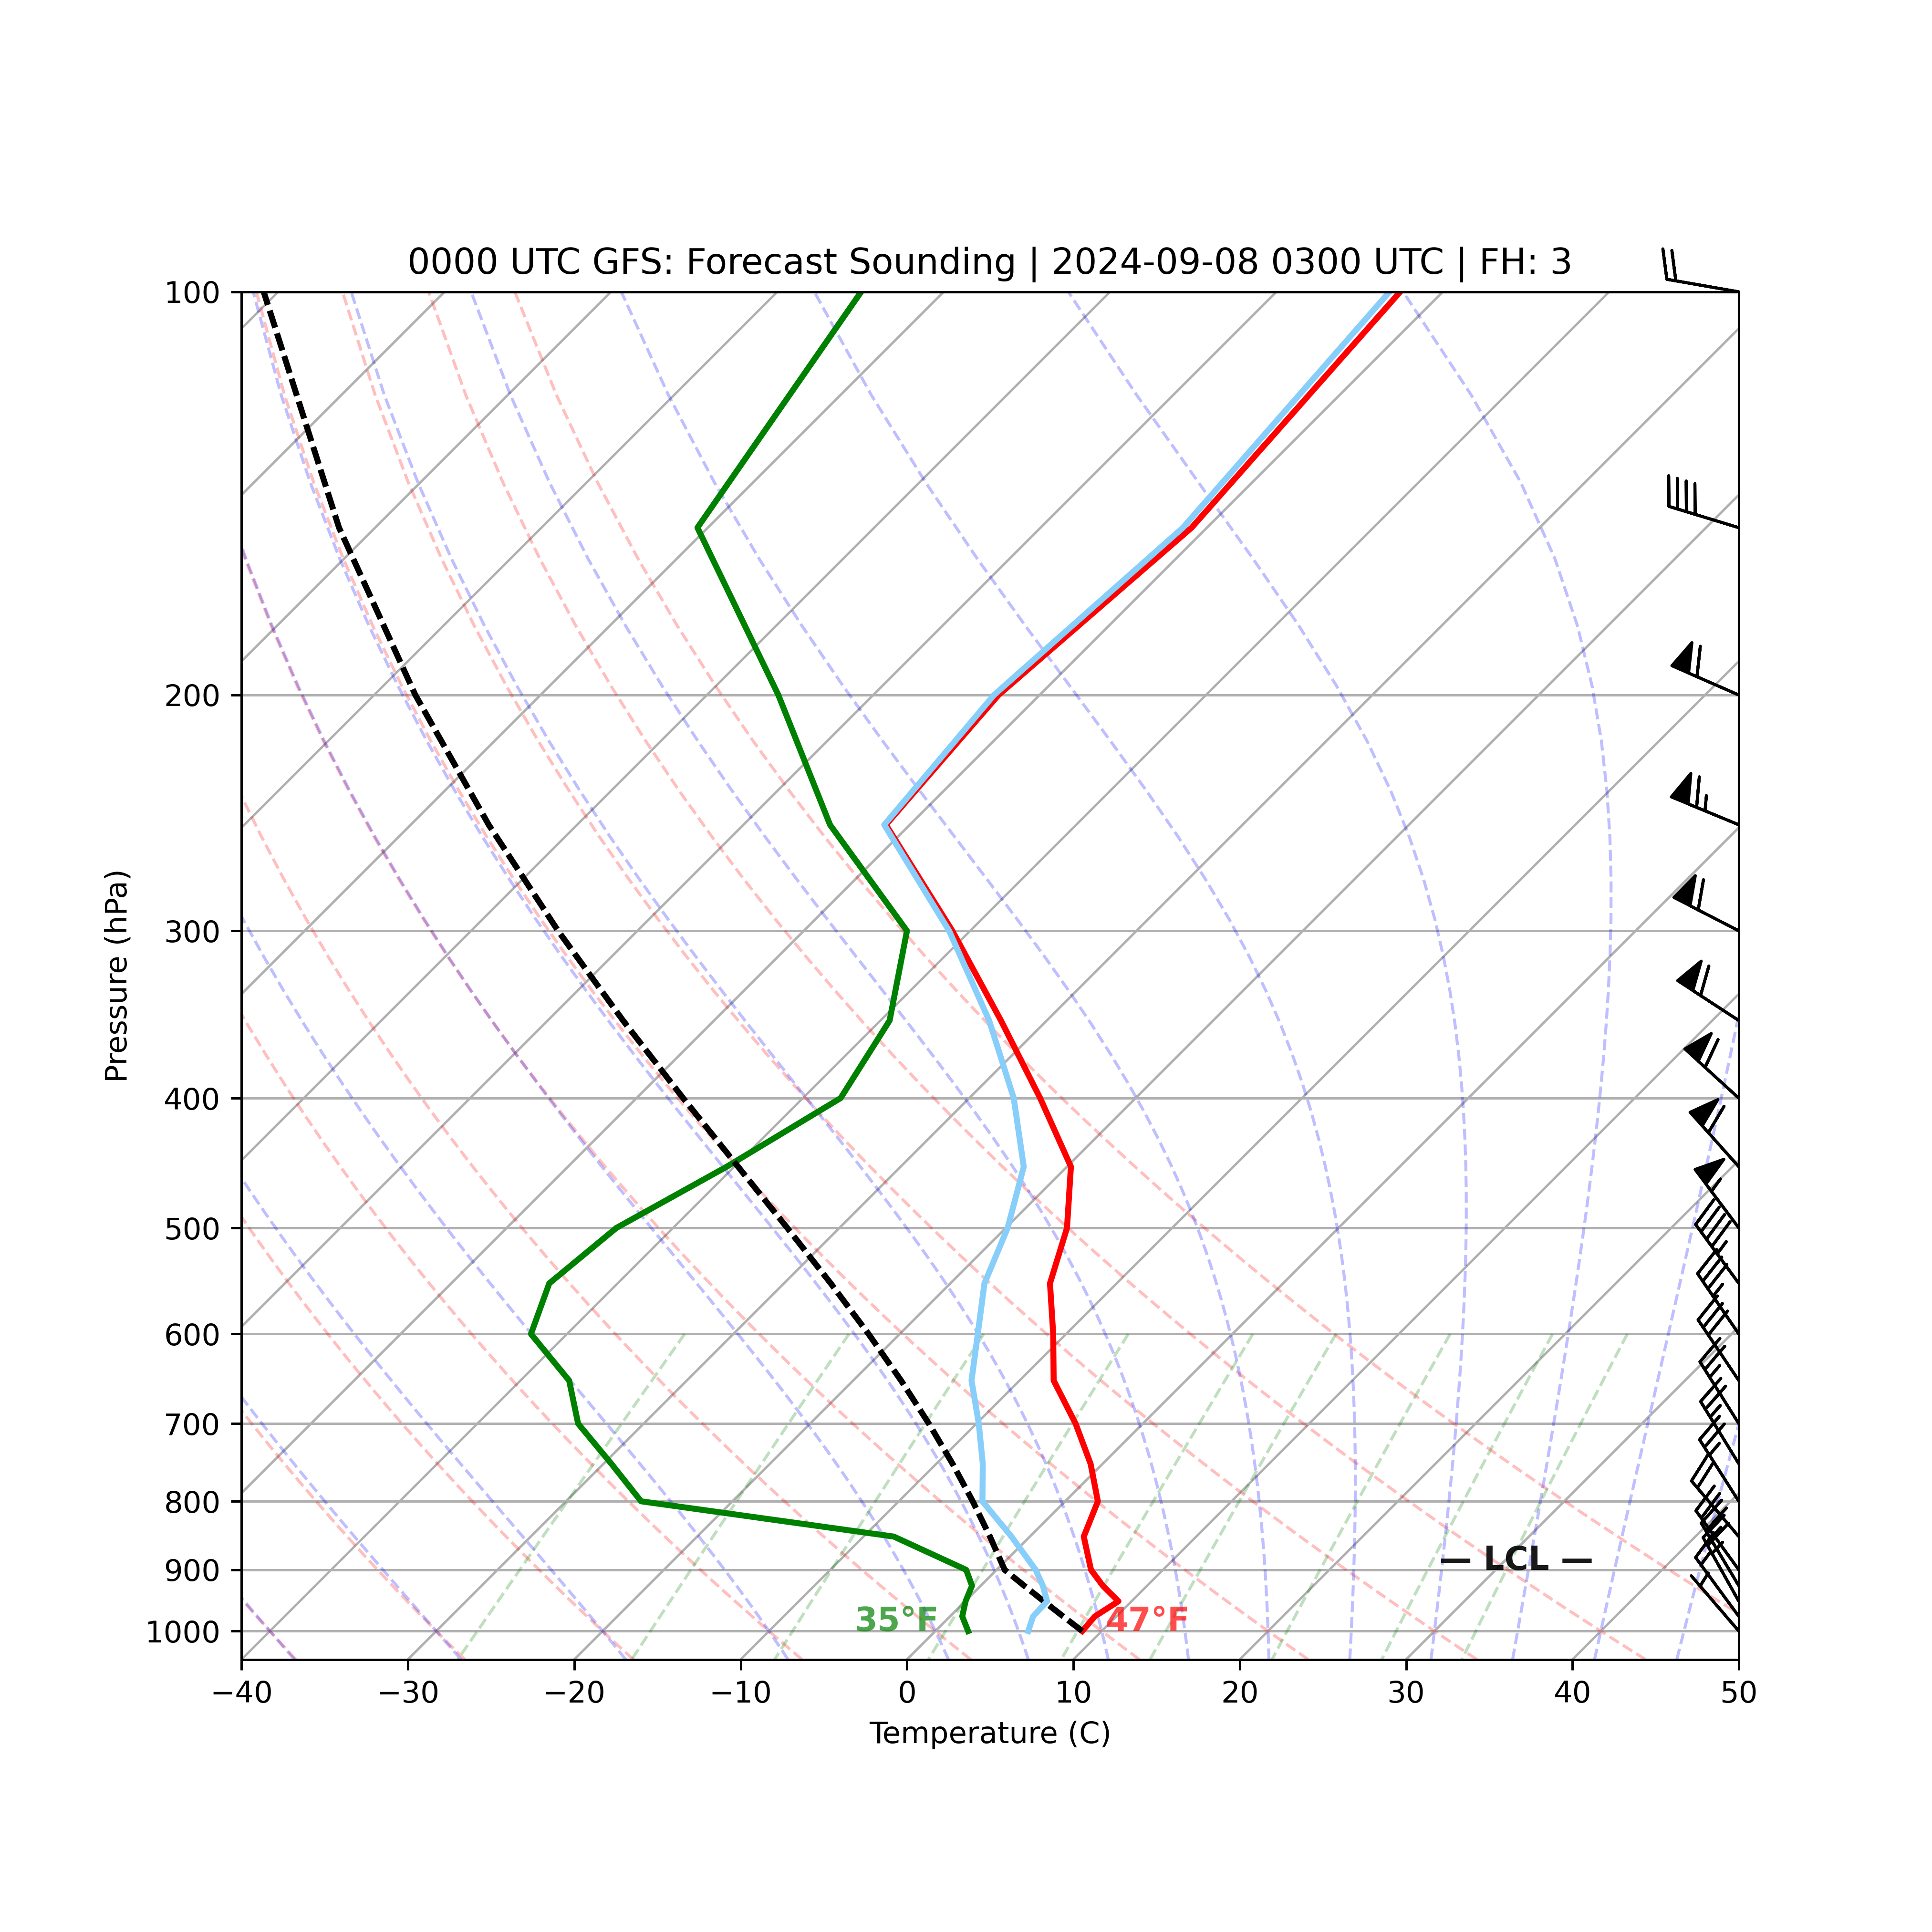 0000 UTC GFS: Forecast Sounding | 2024-09-08 0300 UTC | FH: 3
100
200
300
400
500
600
700
800
900
1000
Pressure (hPa)
— LCL —
35°F
47°F
−40 −30 −20 −10 0 10 20 30 40 50
Temperature (C)